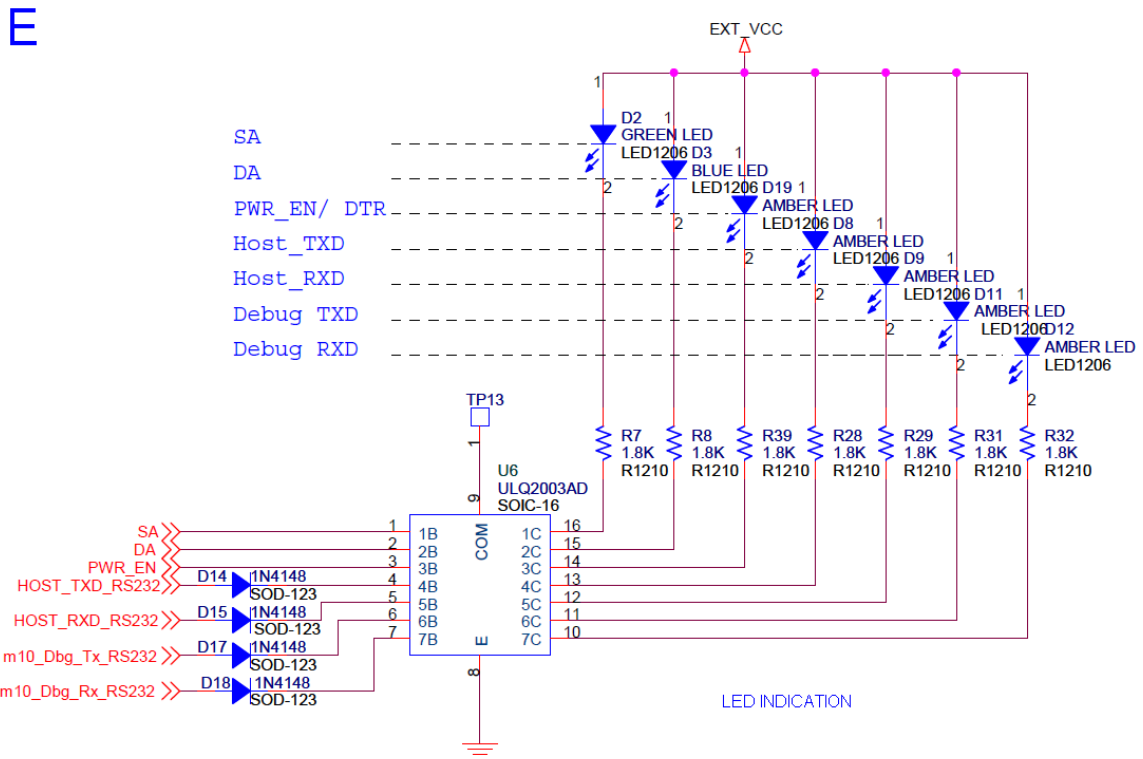 E
EXT_VCC
1
D2
GREEN LED
LED1206
2
SA
1
D3
BLUE LED
LED1206
2
DA
1
D19
AMBER LED
LED1206
2
PWR_EN/ DTR
1
D8
AMBER LED
LED1206
2
Host_TXD
1
D9
AMBER LED
LED1206
2
Host_RXD
1
D11
AMBER LED
LED1206
2
Debug TXD
1
D12
AMBER LED
LED1206
2
Debug RXD
TP13
1
R7
1.8K
R1210
R8
1.8K
R1210
R39
1.8K
R1210
R28
1.8K
R1210
R29
1.8K
R1210
R31
1.8K
R1210
R32
1.8K
R1210
U6
ULQ2003AD
SOIC-16
9
COM
SA 1 1B 1C 16
DA 2 2B 2C 15
PWR_EN 3 3B 3C 14
HOST_TXD_RS232 D14 1N4148 4 4B 4C 13
SOD-123
HOST_RXD_RS232 D15 1N4148 5 5B 5C 12
SOD-123
m10_Dbg_Tx_RS232 D17 1N4148 6 6B 6C 11
SOD-123
m10_Dbg_Rx_RS232 D18 1N4148 7 7B 7C 10
SOD-123
E
8
LED INDICATION